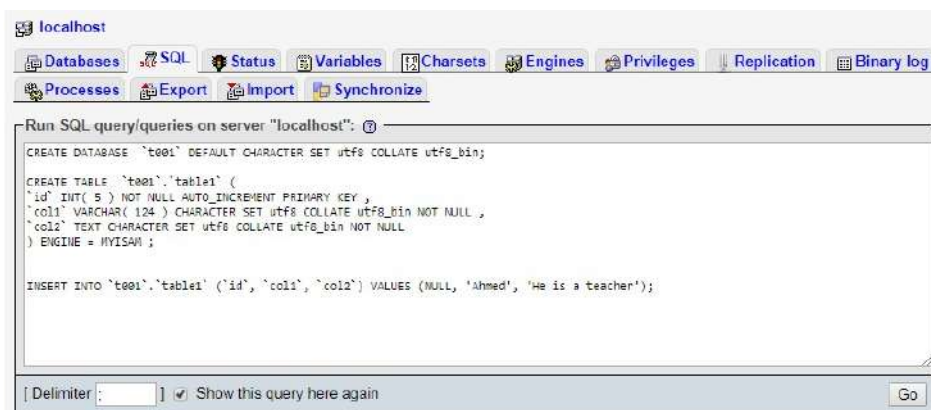 localhost
Databases SQL Status Variables Charsets Engines Privileges Replication Binary log
Processes Export Import Synchronize
Run SQL query/queries on server "localhost":
CREATE DATABASE `t001` DEFAULT CHARACTER SET utf8 COLLATE utf8_bin;
CREATE TABLE `t001`.`table1` (
`id` INT( 5 ) NOT NULL AUTO_INCREMENT PRIMARY KEY ,
`col1` VARCHAR( 124 ) CHARACTER SET utf8 COLLATE utf8_bin NOT NULL ,
`col2` TEXT CHARACTER SET utf8 COLLATE utf8_bin NOT NULL
) ENGINE = MYISAM ;
INSERT INTO `t001`.`table1` (`id`, `col1`, `col2`) VALUES (NULL, 'Ahmed', 'He is a teacher');
[ Delimiter ; ] Show this query here again Go